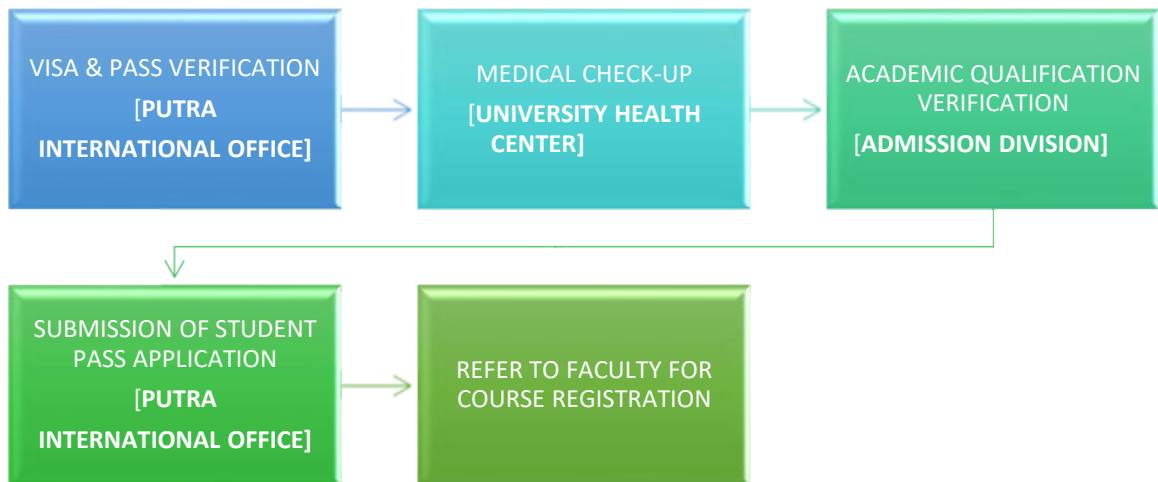 VISA & PASS VERIFICATION
[PUTRA
INTERNATIONAL OFFICE]
MEDICAL CHECK-UP
[UNIVERSITY HEALTH
CENTER]
ACADEMIC QUALIFICATION
VERIFICATION
[ADMISSION DIVISION]
SUBMISSION OF STUDENT
PASS APPLICATION
[PUTRA
INTERNATIONAL OFFICE]
REFER TO FACULTY FOR
COURSE REGISTRATION